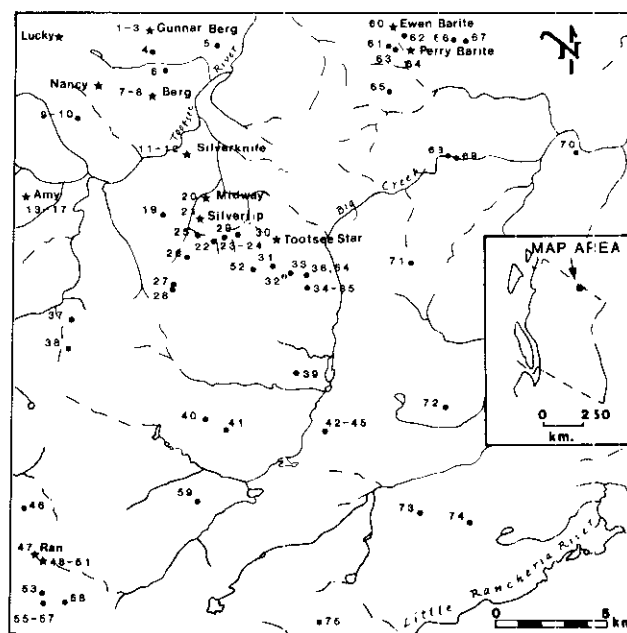 1-3 Gunnar Berg
Lucky
4
5
6
Nancy
7-8 Berg
9-10
Tootsee River
11-12 Silverknife
Amy
13-17
20 Midway
19
21 Silvertip
25 29 30
22 23-24
Tootsee Star
26
52 31
32 33 36,54
34-35
27
28
37
38
39
40
41
42-45
46
59
47 Ran
48-51
53
58
55-57
60 Ewen Barite
61 62 66 67
Perry Barite
63 64
65
Big Creek
68 69
70
71
72
73
74
Little Rancheria River
N
MAP AREA
0 250
km.
0 5
km